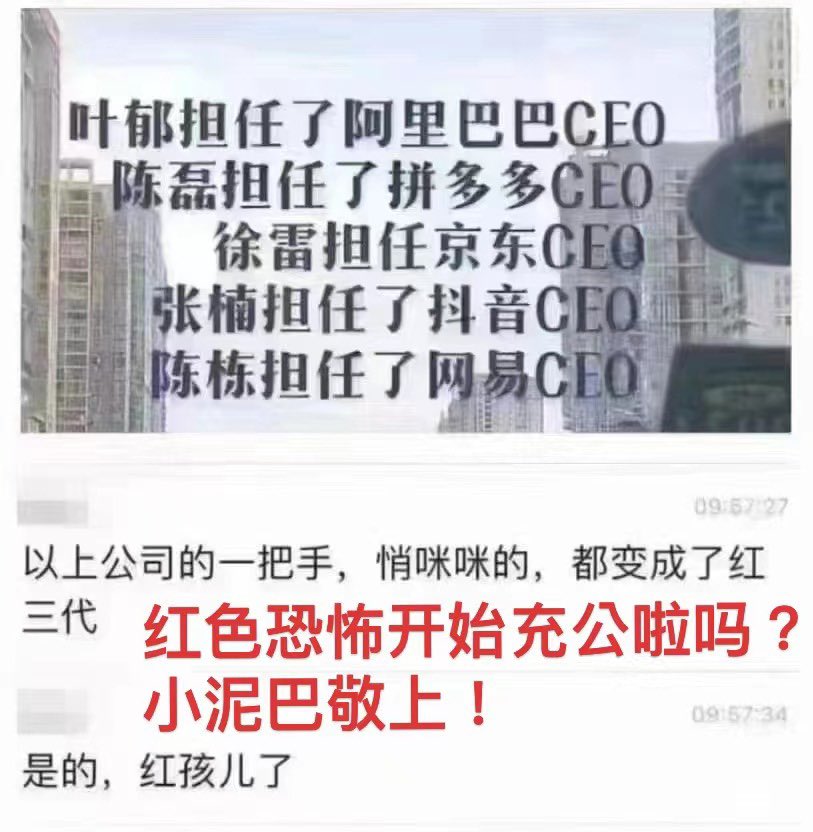 叶郁担任了阿里巴巴CEO
陈磊担任了拼多多CEO
徐雷担任京东CEO
张楠担任了抖音CEO
陈栋担任了网易CEO
09:57:27
以上公司的一把手，悄咪咪的，都变成了红
三代
红色恐怖开始充公啦吗？
小泥巴敬上！
09:57:34
是的，红孩儿了